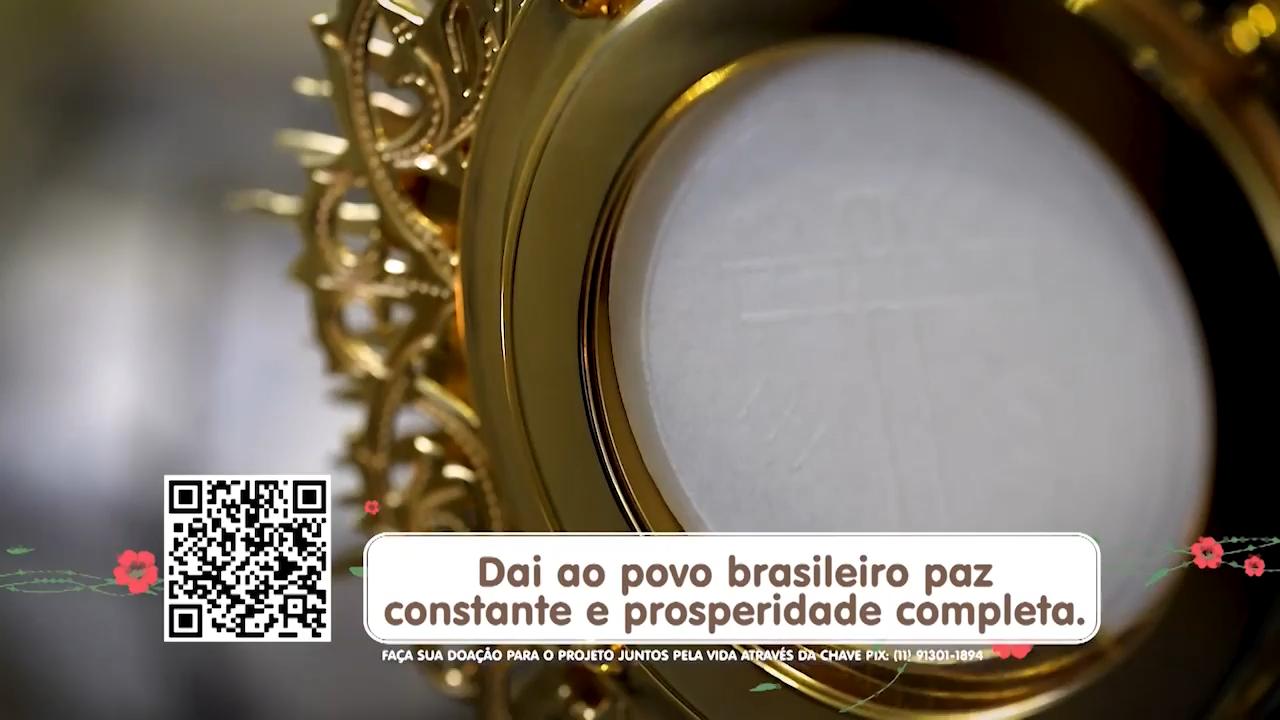 Dai ao povo brasileiro paz
constante e prosperidade completa.
FAÇA SUA DOAÇÃO PARA O PROJETO JUNTOS PELA VIDA ATRAVÉS DA CHAVE PIX: (11) 91301-1894